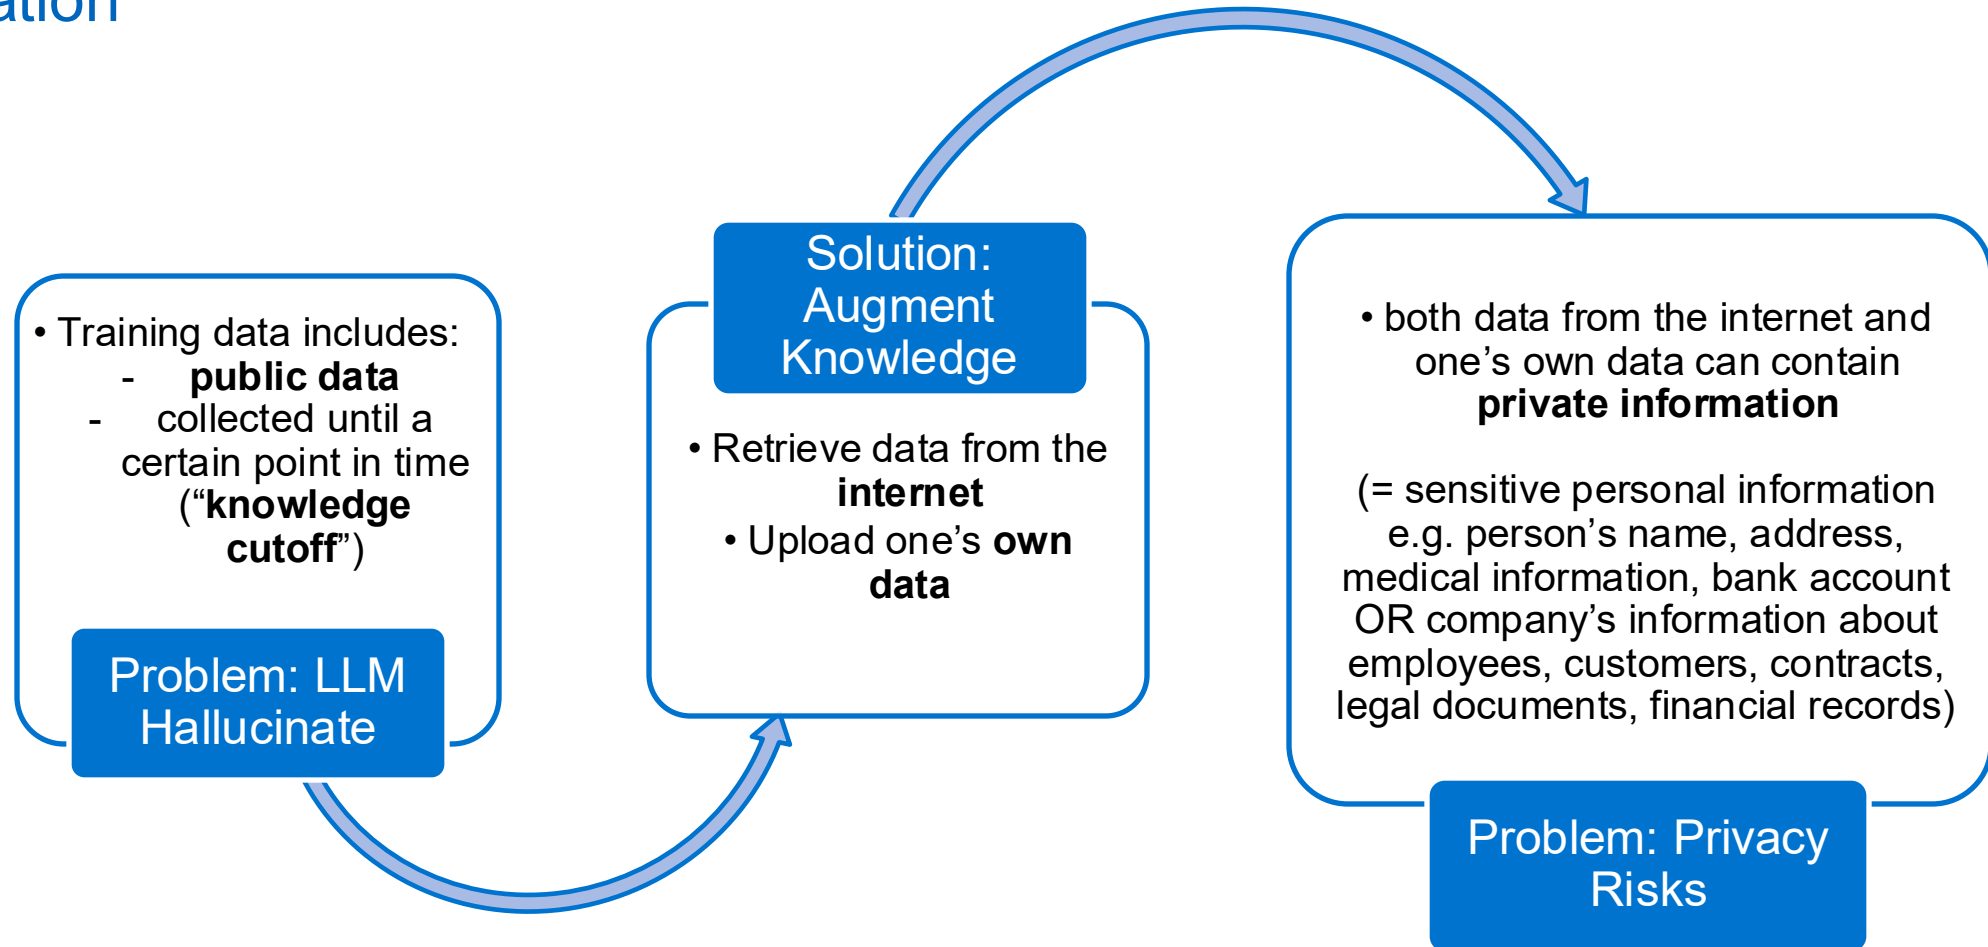 ation
• Training data includes:
- public data
- collected until a
certain point in time
(“knowledge
cutoff”)
Problem: LLM
Hallucinate
Solution:
Augment
Knowledge
• Retrieve data from the
internet
• Upload one’s own
data
• both data from the internet and
one’s own data can contain
private information
(= sensitive personal information
e.g. person’s name, address,
medical information, bank account
OR company’s information about
employees, customers, contracts,
legal documents, financial records)
Problem: Privacy
Risks